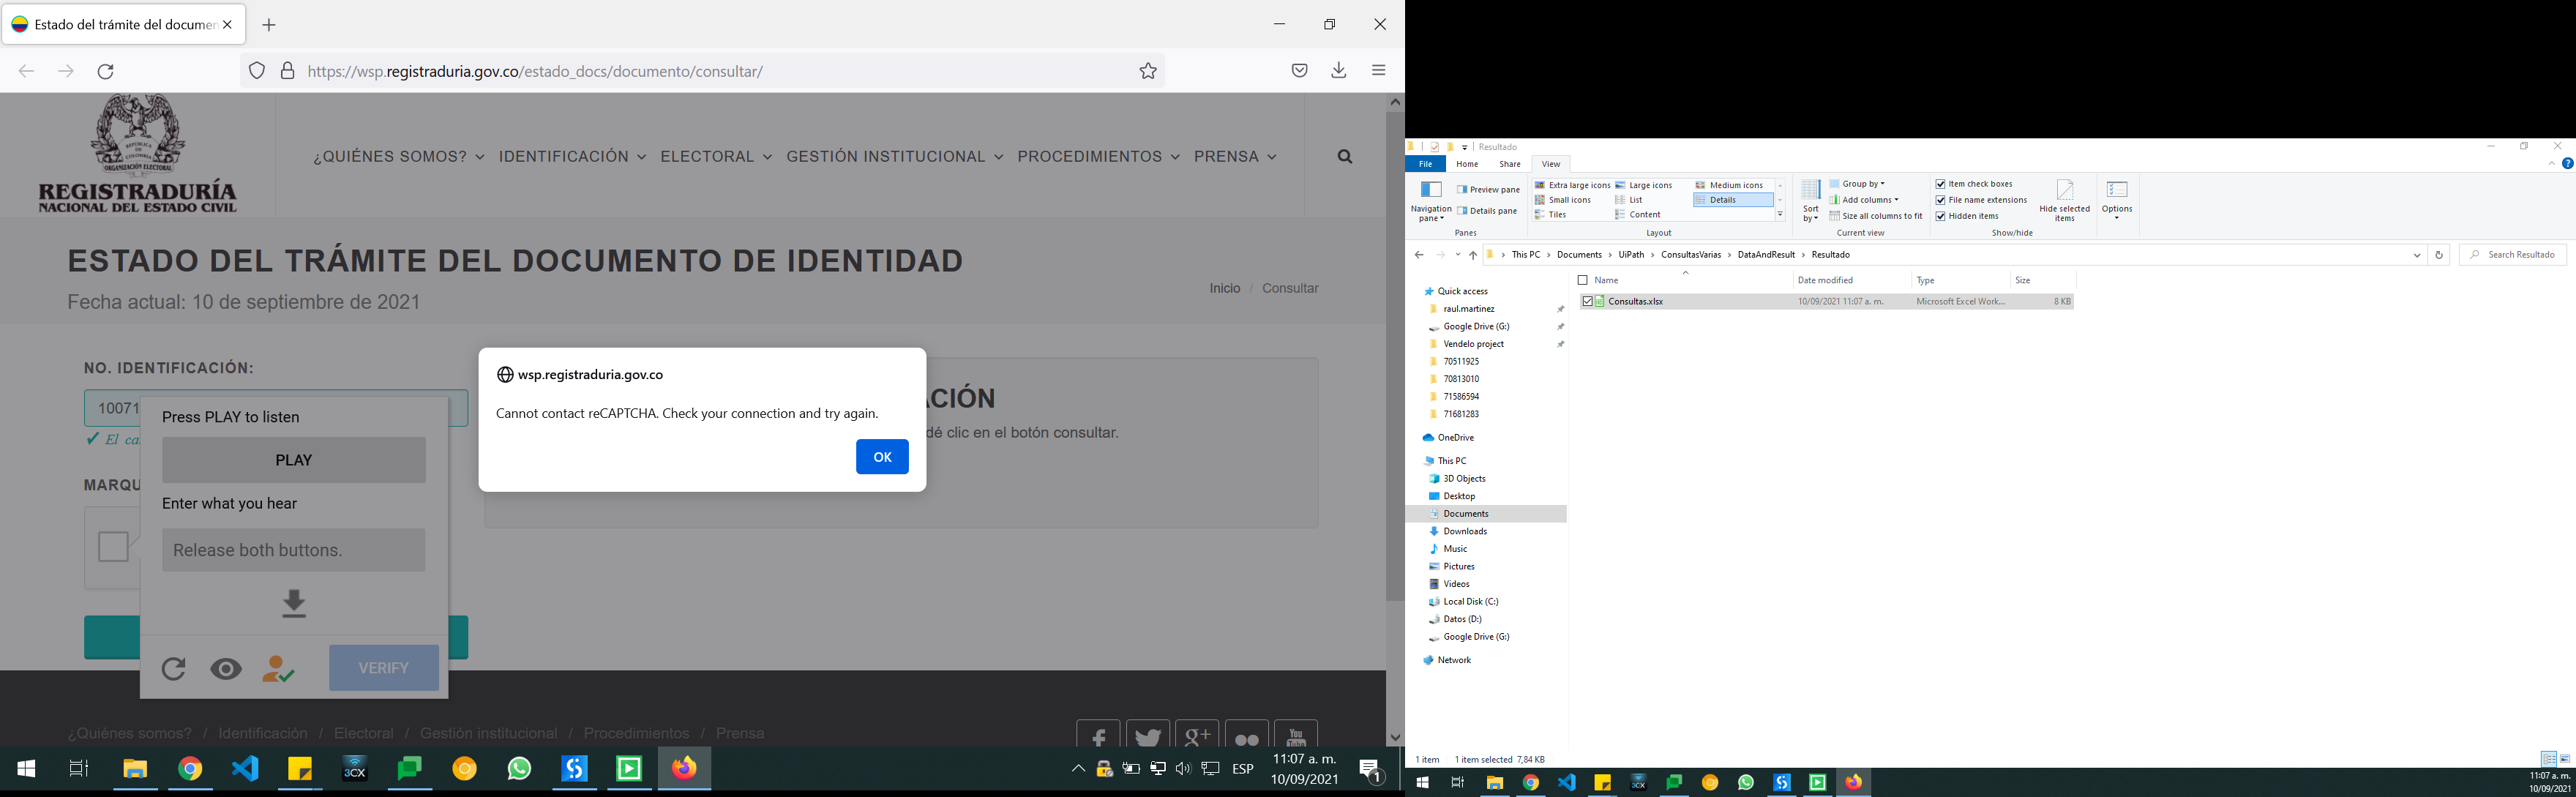 Estado del trámite del documen
https://wsp.registraduria.gov.co/estado_docs/documento/consultar/
REPUBLICA DE COLOMBIA
ORGANIZACIÓN ELECTORAL
REGISTRADURÍA
NACIONAL DEL ESTADO CIVIL
¿QUIÉNES SOMOS? IDENTIFICACIÓN ELECTORAL GESTIÓN INSTITUCIONAL PROCEDIMIENTOS PRENSA
ESTADO DEL TRÁMITE DEL DOCUMENTO DE IDENTIDAD
Fecha actual: 10 de septiembre de 2021
Inicio / Consultar
NO. IDENTIFICACIÓN:
10071
El ca
MARQU
Press PLAY to listen
PLAY
Enter what you hear
Release both buttons.
VERIFY
wsp.registraduria.gov.co
Cannot contact reCAPTCHA. Check your connection and try again.
OK
ACIÓN
dé clic en el botón consultar.
¿Quiénes somos? / Identificación / Electoral / Gestión institucional / Procedimientos / Prensa
f g+ You Tube
3CX
ESP
11:07 a. m.
10/09/2021
1
Resultado
File Home Share View
Navigation pane
Preview pane
Details pane
Panes
Extra large icons Large icons Medium icons
Small icons List Details
Tiles Content
Layout
Sort by
Group by
Add columns
Size all columns to fit
Current view
Item check boxes
File name extensions
Hidden items
Hide selected items
Show/hide
Options
This PC > Documents > UiPath > ConsultasVarias > DataAndResult > Resultado
Search Resultado
Name Date modified Type Size
Consultas.xlsx 10/09/2021 11:07 a. m. Microsoft Excel Work... 8 KB
Quick access
raul.martinez
Google Drive (G:)
Vendelo project
70511925
70813010
71586594
71681283
OneDrive
This PC
3D Objects
Desktop
Documents
Downloads
Music
Pictures
Videos
Local Disk (C:)
Datos (D:)
Google Drive (G:)
Network
1 item 1 item selected 7,84 KB
3CX
11:07 a. m.
10/09/2021